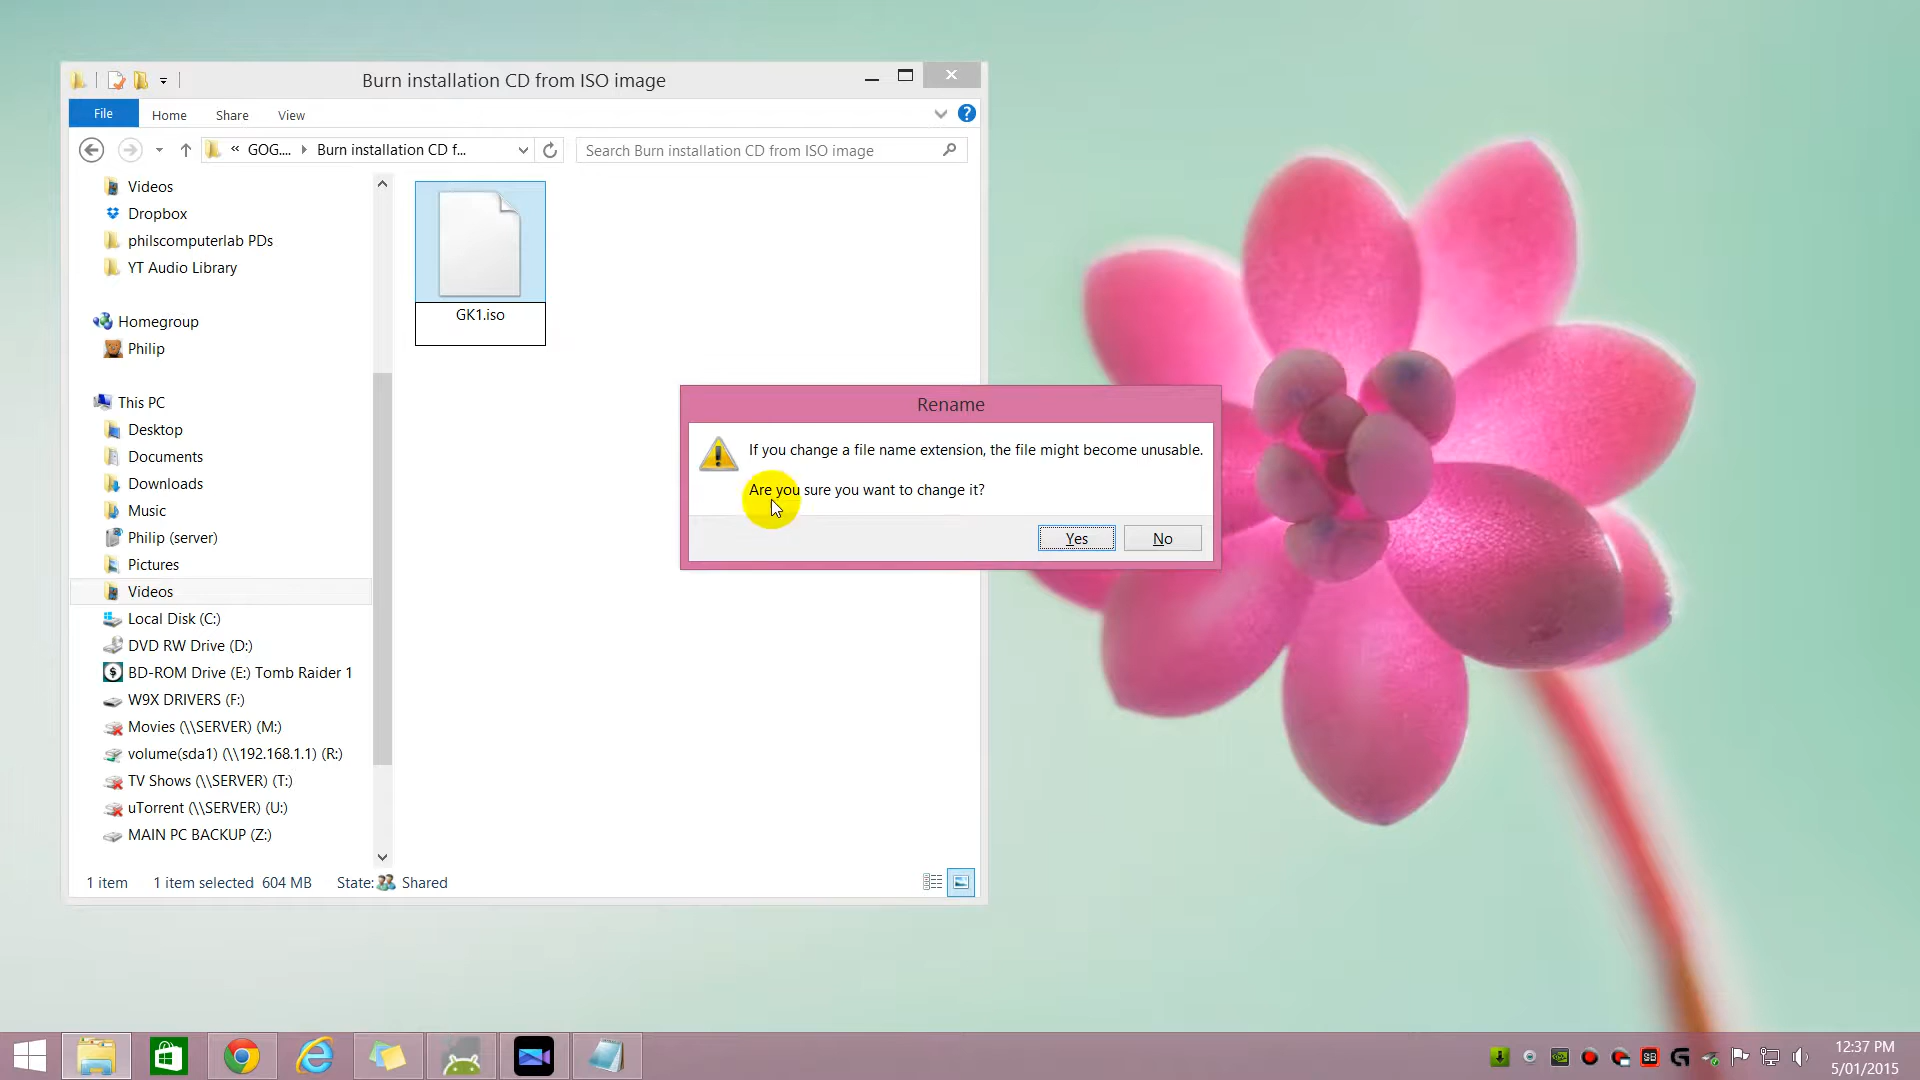 Burn installation CD from ISO image
File
Home
Share
View
?
« GOG.... Burn installation CD f...
Search Burn installation CD from ISO image
Videos
Dropbox
philscomputerlab PDs
YT Audio Library
Homegroup
Philip
This PC
Desktop
Documents
Downloads
Music
Philip (server)
Pictures
Videos
Local Disk (C:)
DVD RW Drive (D:)
BD-ROM Drive (E:) Tomb Raider 1
W9X DRIVERS (F:)
Movies (\\SERVER) (M:)
volume(sda1) (\\192.168.1.1) (R:)
TV Shows (\\SERVER) (T:)
uTorrent (\\SERVER) (U:)
MAIN PC BACKUP (Z:)
GK1.iso
Rename
If you change a file name extension, the file might become unusable.
Are you sure you want to change it?
Yes
No
1 item
1 item selected 604 MB
State: Shared
SB
12:37 PM
5/01/2015